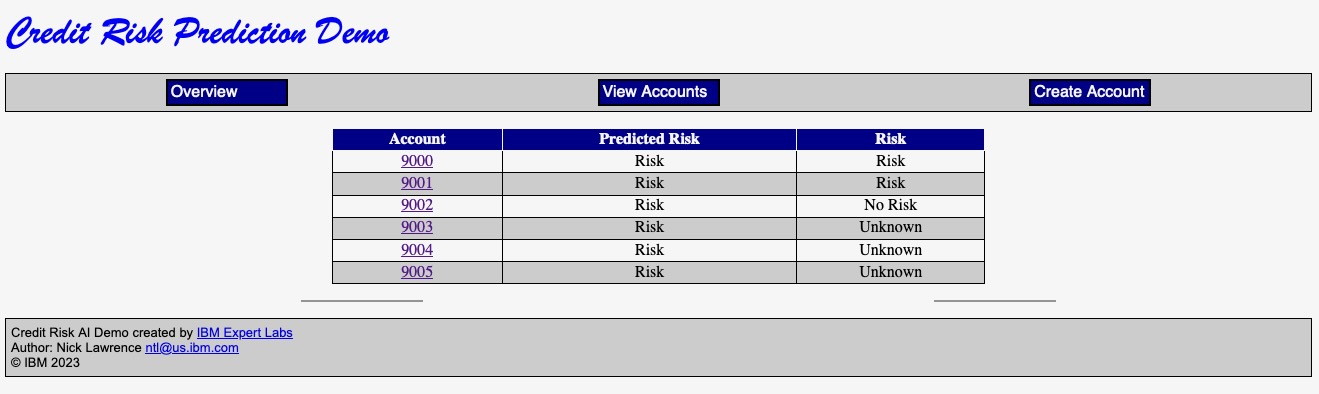 Credit Risk Prediction Demo
Overview View Accounts Create Account
Account Predicted Risk Risk
9000 Risk Risk
9001 Risk Risk
9002 Risk No Risk
9003 Risk Unknown
9004 Risk Unknown
9005 Risk Unknown
Credit Risk AI Demo created by IBM Expert Labs
Author: Nick Lawrence ntl@us.ibm.com
© IBM 2023